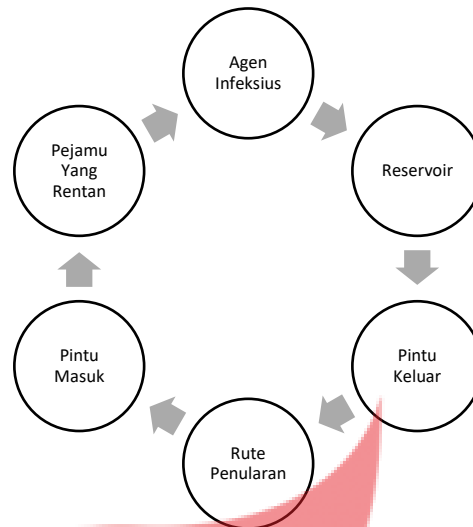 Agen
Infeksius
Reservoir
Pintu
Keluar
Rute
Penularan
Pintu
Masuk
Pejamu
Yang
Rentan